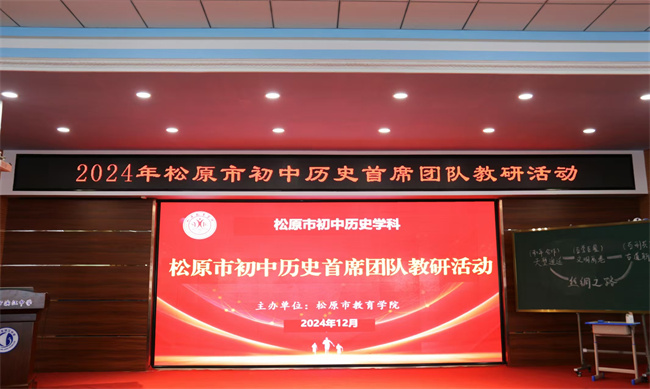 2024年松原市初中历史首席团队教研活动
松原市初中历史学科
松原市初中历史首席团队教研活动
主办单位：松原市教育学院
2024年12月
丝绸之路